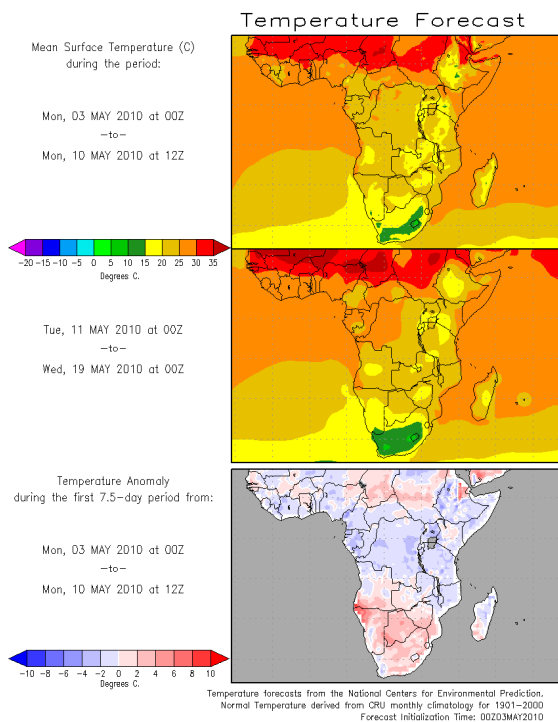 Temperature Forecast
Mean Surface Temperature (C)
during the period:
Mon, 03 MAY 2010 at 00Z
-to-
Mon, 10 MAY 2010 at 12Z
-20 -15 -10 -5 0 5 10 15 20 25 30 35
Degrees C.
Tue, 11 MAY 2010 at 00Z
-to-
Wed, 19 MAY 2010 at 00Z
Temperature Anomaly
during the first 7.5-day period from:
Mon, 03 MAY 2010 at 00Z
-to-
Mon, 10 MAY 2010 at 12Z
-10 -8 -6 -4 -2 0 2 4 6 8 10
Degrees C.
Temperature forecasts from the National Centers for Environmental Prediction.
Normal Temperature derived from CRU monthly climatology for 1901-2000
Forecast Initialization Time: 00Z03MAY2010